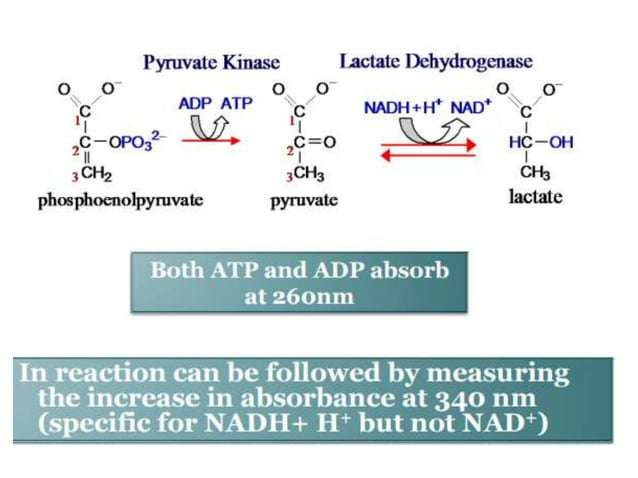 Pyruvate Kinase Lactate Dehydrogenase
O O⁻ O O⁻ O O⁻
ADP ATP NADH+H⁺ NAD⁺
C C C
1 1
C–OPO₃²⁻ C=O HC–OH
2 2
3 CH₂ 3 CH₃ CH₃
phosphoenolpyruvate pyruvate lactate
Both ATP and ADP absorb
at 260nm
In reaction can be followed by measuring
the increase in absorbance at 340 nm
(specific for NADH+ H⁺ but not NAD⁺)